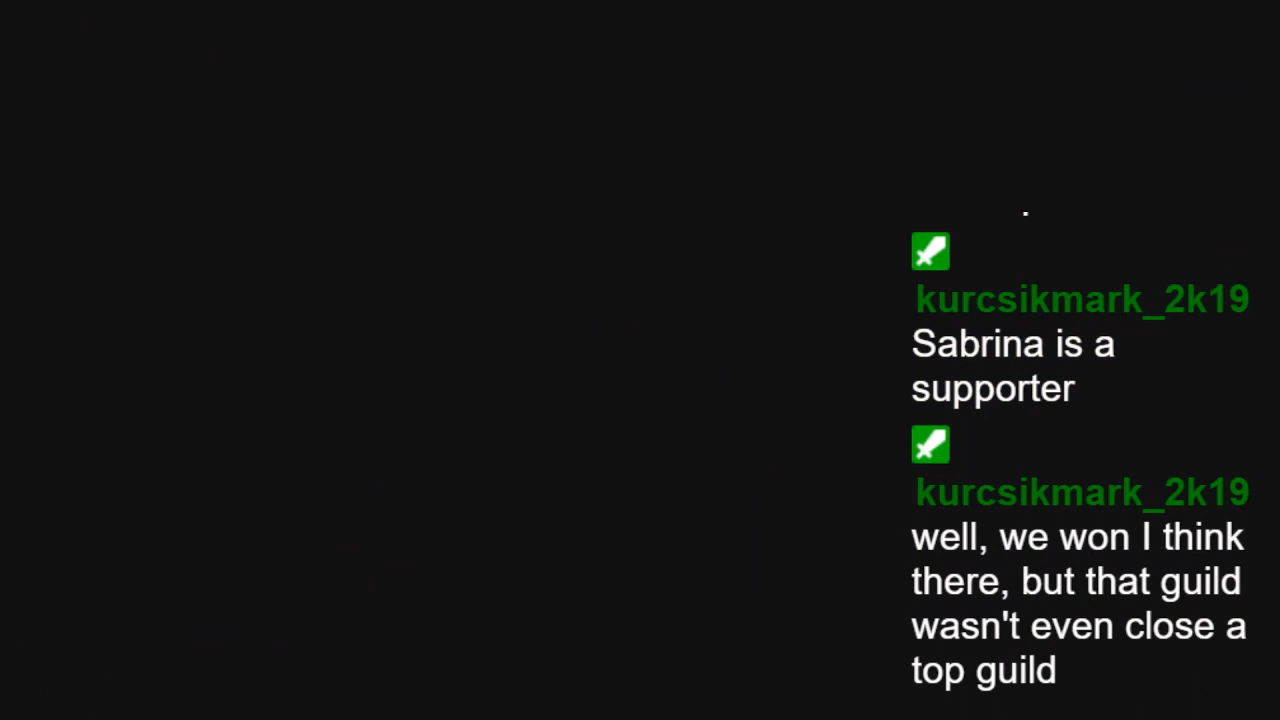 .
kurcsikmark_2k19
Sabrina is a
supporter
kurcsikmark_2k19
well, we won I think
there, but that guild
wasn't even close a
top guild